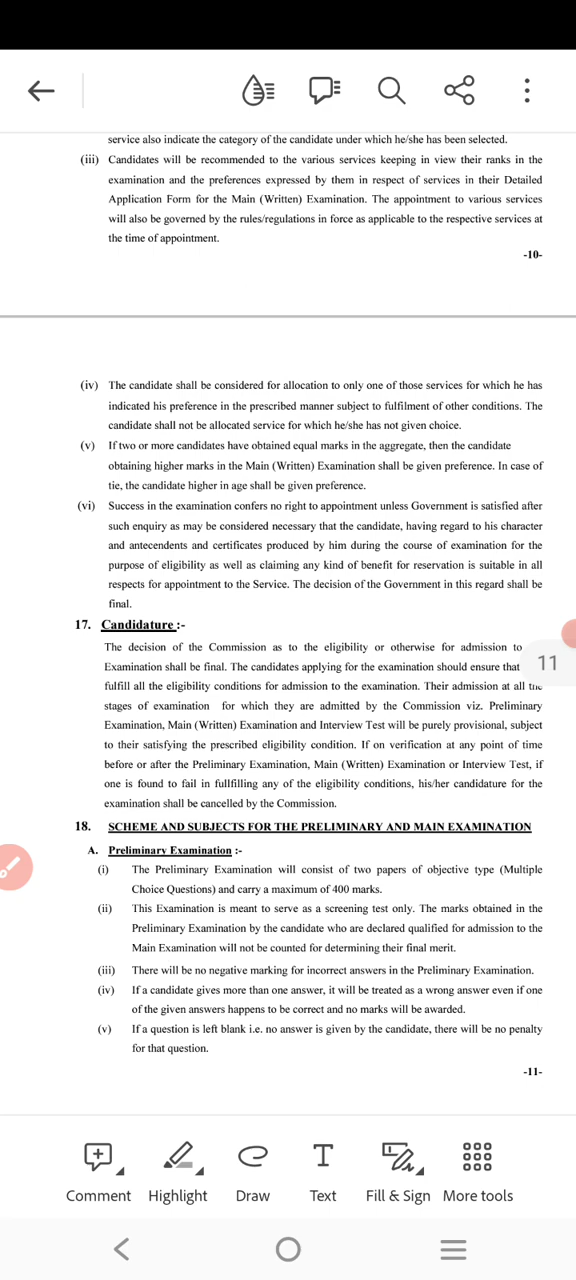 service also indicate the category of the candidate under which he/she has been selected.
(iii) Candidates will be recommended to the various services keeping in view their ranks in the
examination and the preferences expressed by them in respect of services in their Detailed
Application Form for the Main (Written) Examination. The appointment to various services
will also be governed by the rules/regulations in force as applicable to the respective services at
the time of appointment.
-10-
(iv) The candidate shall be considered for allocation to only one of those services for which he has
indicated his preference in the prescribed manner subject to fulfilment of other conditions. The
candidate shall not be allocated service for which he/she has not given choice.
(v) If two or more candidates have obtained equal marks in the aggregate, then the candidate
obtaining higher marks in the Main (Written) Examination shall be given preference. In case of
tie, the candidate higher in age shall be given preference.
(vi) Success in the examination confers no right to appointment unless Government is satisfied after
such enquiry as may be considered necessary that the candidate, having regard to his character
and antecendents and certificates produced by him during the course of examination for the
purpose of eligibility as well as claiming any kind of benefit for reservation is suitable in all
respects for appointment to the Service. The decision of the Government in this regard shall be
final.
17. Candidature :-
The decision of the Commission as to the eligibility or otherwise for admission to
Examination shall be final. The candidates applying for the examination should ensure that
11
fulfill all the eligibility conditions for admission to the examination. Their admission at all the
stages of examination for which they are admitted by the Commission viz. Preliminary
Examination, Main (Written) Examination and Interview Test will be purely provisional, subject
to their satisfying the prescribed eligibility condition. If on verification at any point of time
before or after the Preliminary Examination, Main (Written) Examination or Interview Test, if
one is found to fail in fullfilling any of the eligibility conditions, his/her candidature for the
examination shall be cancelled by the Commission.
18. SCHEME AND SUBJECTS FOR THE PRELIMINARY AND MAIN EXAMINATION
A. Preliminary Examination :-
(i) The Preliminary Examination will consist of two papers of objective type (Multiple
Choice Questions) and carry a maximum of 400 marks.
(ii) This Examination is meant to serve as a screening test only. The marks obtained in the
Preliminary Examination by the candidate who are declared qualified for admission to the
Main Examination will not be counted for determining their final merit.
(iii) There will be no negative marking for incorrect answers in the Preliminary Examination.
(iv) If a candidate gives more than one answer, it will be treated as a wrong answer even if one
of the given answers happens to be correct and no marks will be awarded.
(v) If a question is left blank i.e. no answer is given by the candidate, there will be no penalty
for that question.
-11-
Comment Highlight Draw Text Fill & Sign More tools